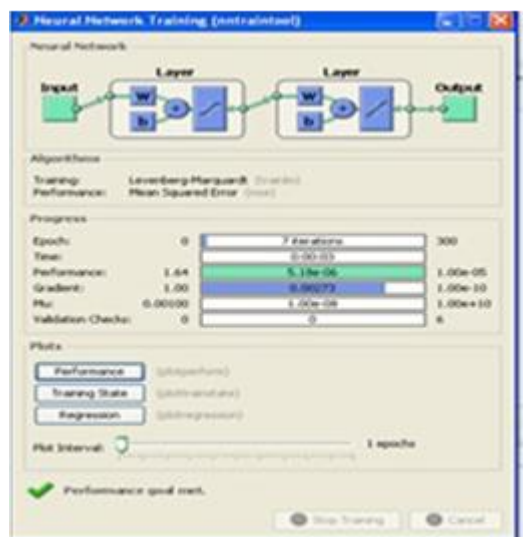 Neural Network Training (nntraintool)
Neural Network
Layer Layer
Input Output
W W
b b
+ +
Algorithms
Training: Levenberg-Marquardt (trainlm)
Performance: Mean Squared Error (mse)
Progress
Epoch: 0 7 iterations 300
Time: 0:00:03
Performance: 1.64 5.18e-06 1.00e-05
Gradient: 1.00 0.00273 1.00e-10
Mu: 0.00100 1.00e-08 1.00e+10
Validation Checks: 0 0 6
Plots
Performance (plotperform)
Training State (plottrainstate)
Regression (plotregression)
Plot Interval: 1 epochs
Performance goal met.
Stop Training Cancel